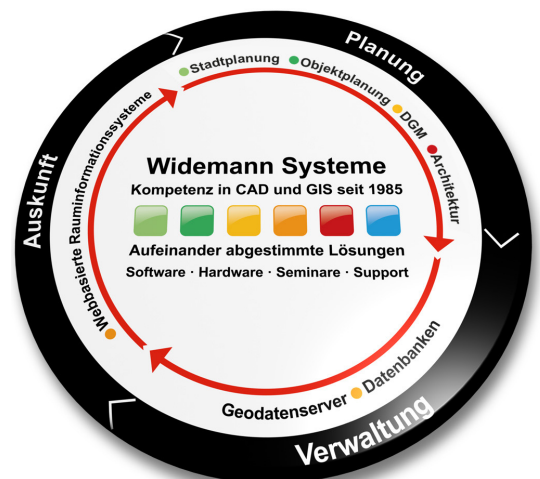 Planung
Stadtplanung
Objektplanung
DGM
Architektur
Auskunft
Webbasierte Rauminformationssysteme
Widemann Systeme
Kompetenz in CAD und GIS seit 1985
Aufeinander abgestimmte Lösungen
Software · Hardware · Seminare · Support
Geodatenserver
Datenbanken
Verwaltung